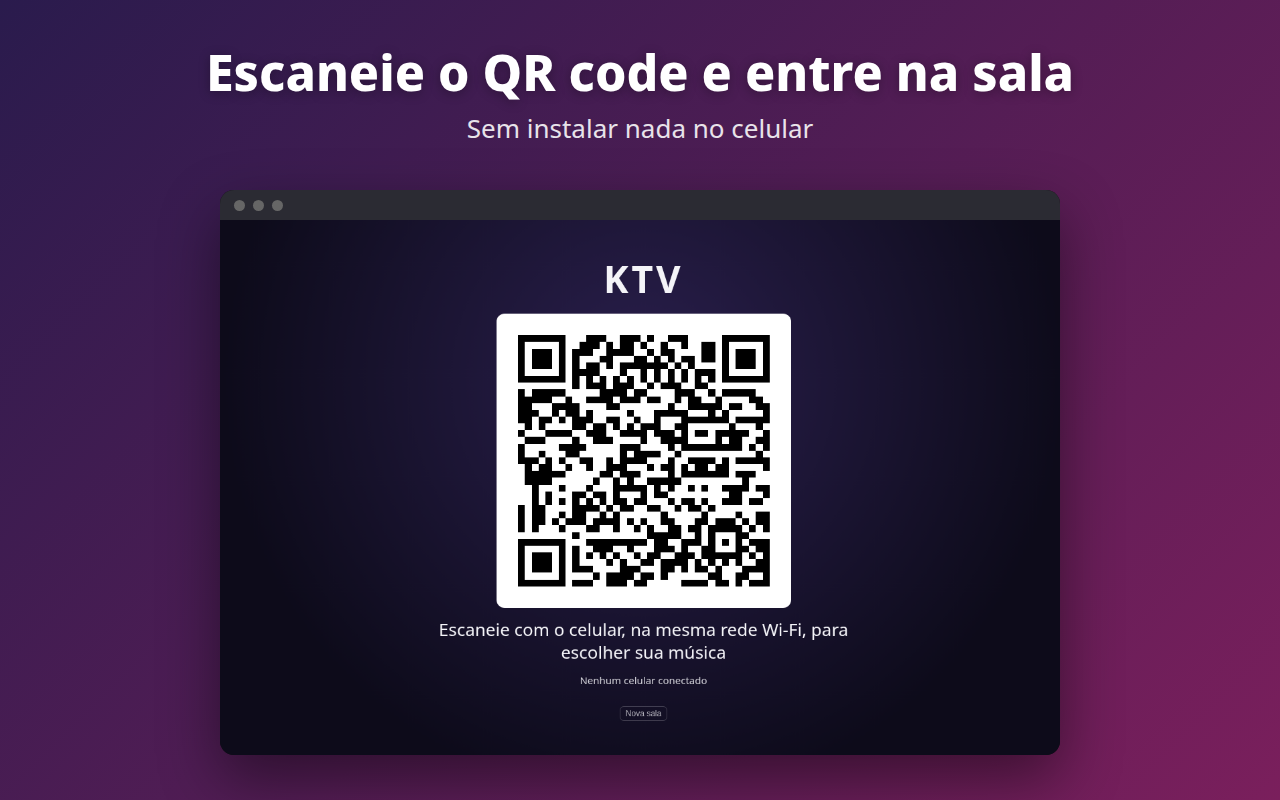 Escaneie o QR code e entre na sala
Sem instalar nada no celular
KTV
Escaneie com o celular, na mesma rede Wi-Fi, para
escolher sua música
Nenhum celular conectado
Nova sala